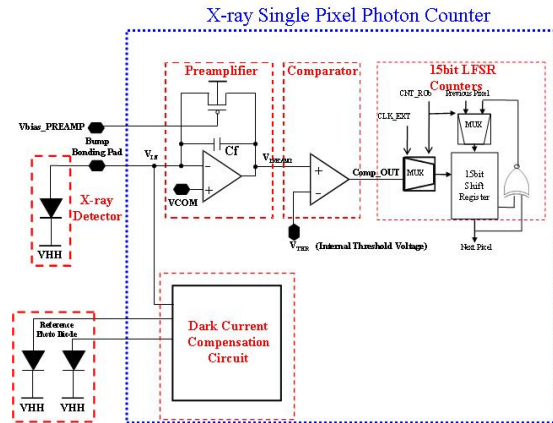 X-ray Single Pixel Photon Counter
Preamplifier
Comparator
15bit LFSR
Counters
CNT_ROb
Previous Pixel
CLK_EXT
MUX
Vbias_PREAMP
Bump
Bonding Pad
Cf
VIN
Comp_OUT
MUX
15bit
Shift
Register
X-ray
Detector
VCOM
VHH
VTHR (Internal Threshold Voltage)
Next Pixel
Reference
Photo Diode
Dark Current
Compensation
Circuit
VHH
VHH